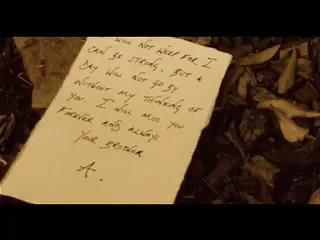 WILL NOT WEEP FOR I
CAN BE STRONG. BUT A
DAY WILL NOT GO BY
WITHOUT MY THINKING OF
YOU I WILL MISS YOU
FOREVER AND ALWAYS
YOUR BROTHER
A.